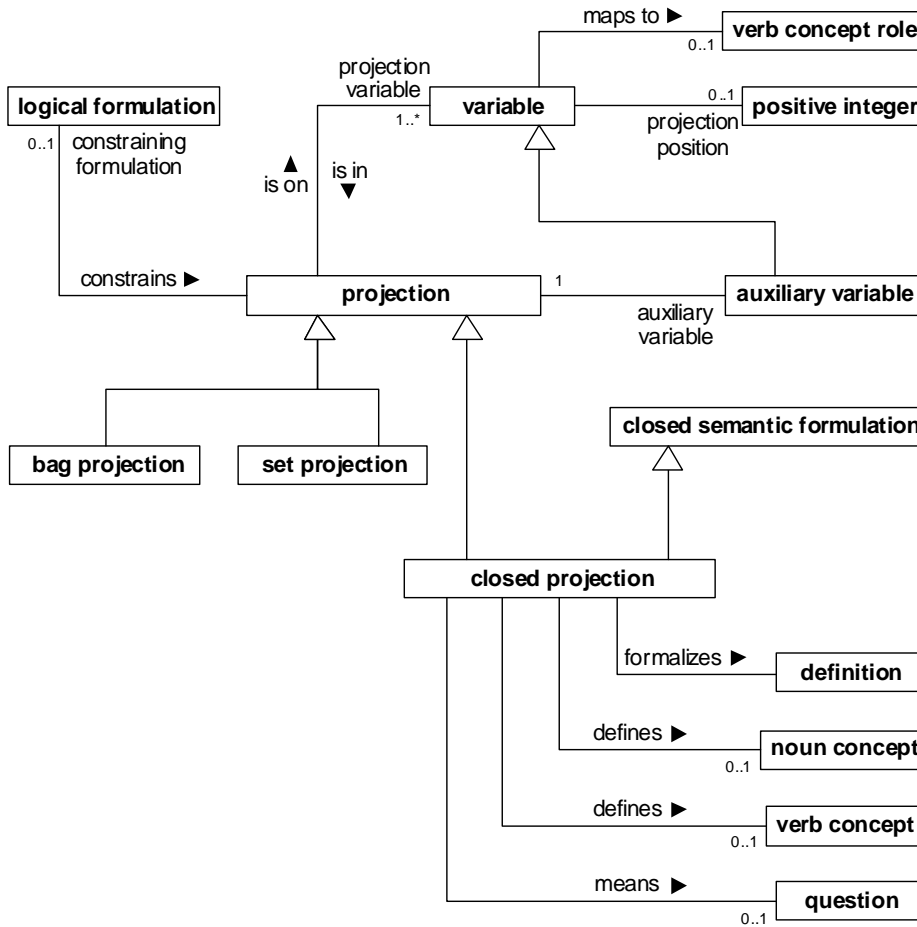 maps to ▶
verb concept role
0..1
projection
variable
variable
1..*
0..1
positive integer
projection
position
logical formulation
0..1
constraining
formulation
▲
is on
is in
▼
constrains ▶
projection
1
auxiliary variable
auxiliary
variable
bag projection
set projection
closed semantic formulation
closed projection
formalizes ▶
definition
defines ▶
noun concept
0..1
defines ▶
verb concept
0..1
means ▶
question
0..1